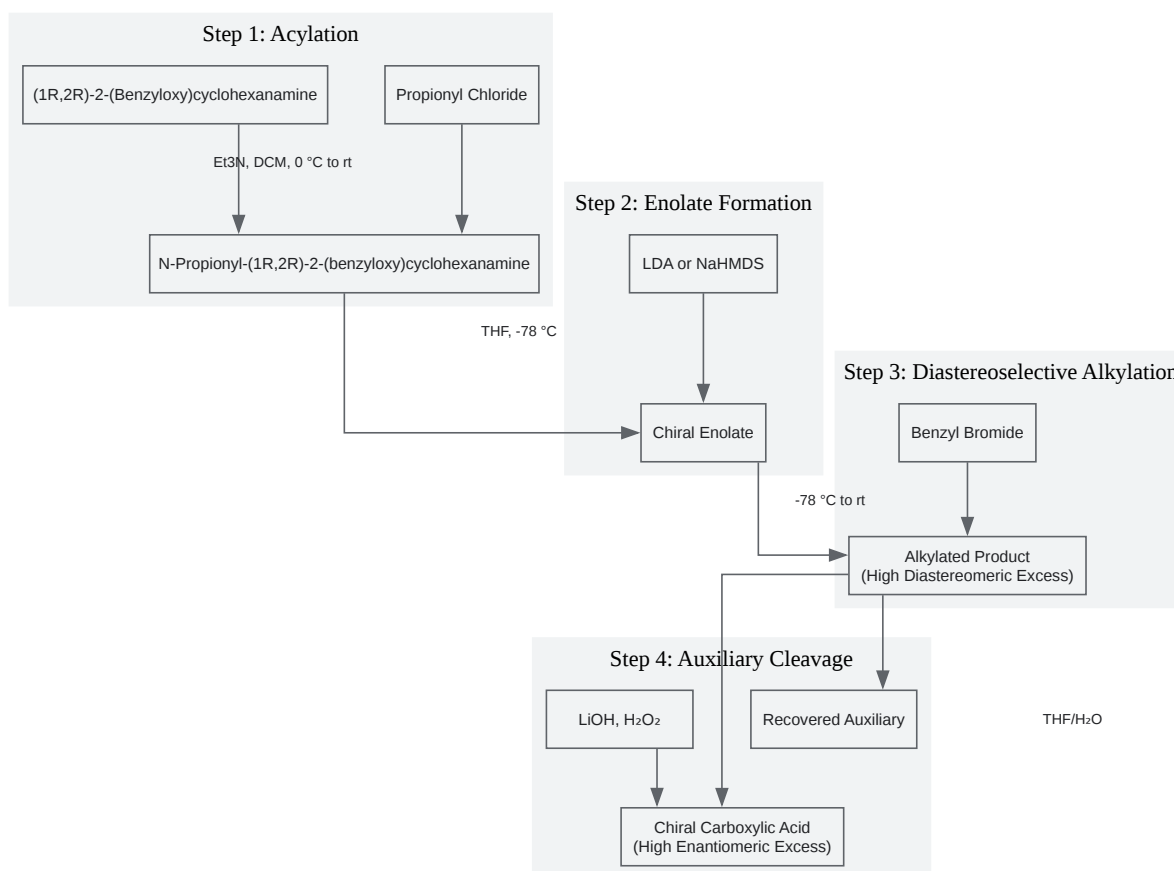 Step 1: Acylation
(1R,2R)-2-(Benzyloxy)cyclohexanamine
Propionyl Chloride
Et3N, DCM, 0 °C to rt
N-Propionyl-(1R,2R)-2-(benzyloxy)cyclohexanamine
Step 2: Enolate Formation
LDA or NaHMDS
THF, -78 °C
Chiral Enolate
Step 3: Diastereoselective Alkylation
Benzyl Bromide
-78 °C to rt
Alkylated Product
(High Diastereomeric Excess)
Step 4: Auxiliary Cleavage
LiOH, H₂O₂
Recovered Auxiliary
THF/H₂O
Chiral Carboxylic Acid
(High Enantiomeric Excess)